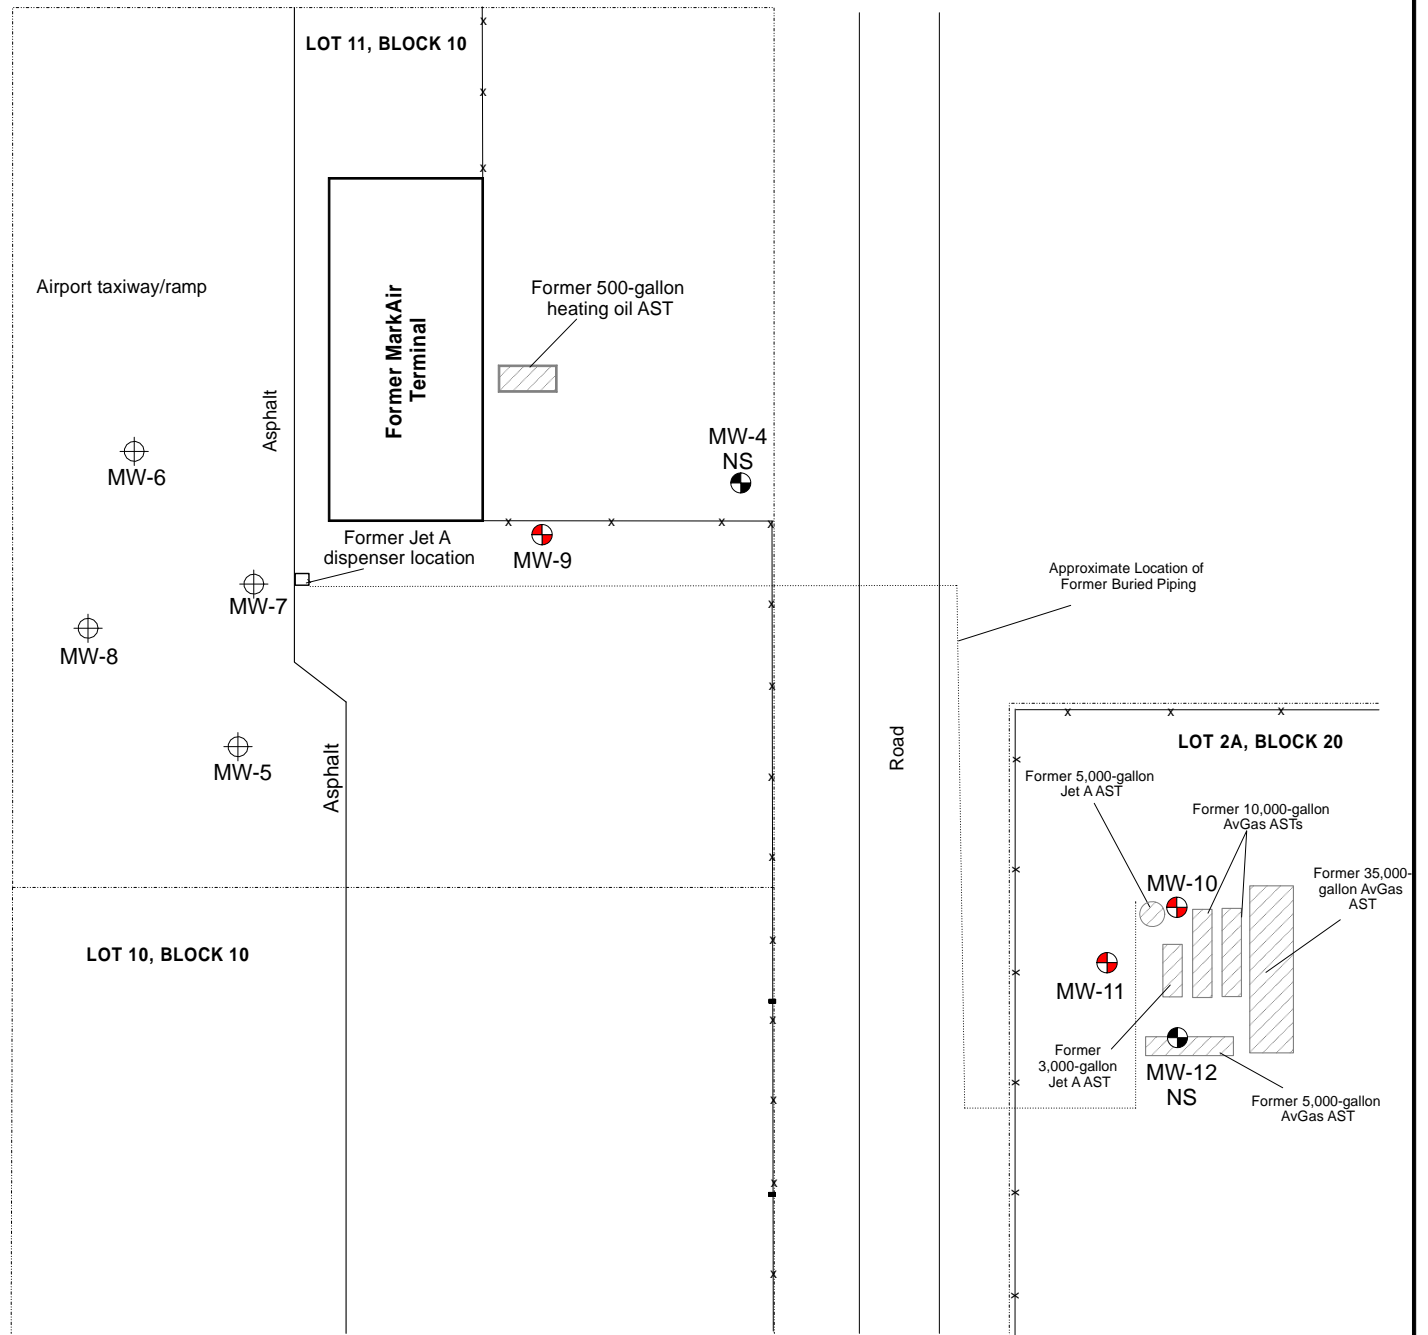 LOT 11, BLOCK 10
Airport taxiway/ramp
Former MarkAir
Terminal
Former 500-gallon
heating oil AST
Asphalt
MW-4
NS
MW-6
Former Jet A
dispenser location
MW-9
MW-7
MW-8
Approximate Location of
Former Buried Piping
MW-5
Asphalt
Road
LOT 2A, BLOCK 20
Former 5,000-gallon
Jet A AST
Former 10,000-gallon
AvGas ASTs
Former 35,000-
gallon AvGas
AST
MW-10
LOT 10, BLOCK 10
MW-11
Former
3,000-gallon
Jet A AST
MW-12
NS
Former 5,000-gallon
AvGas AST